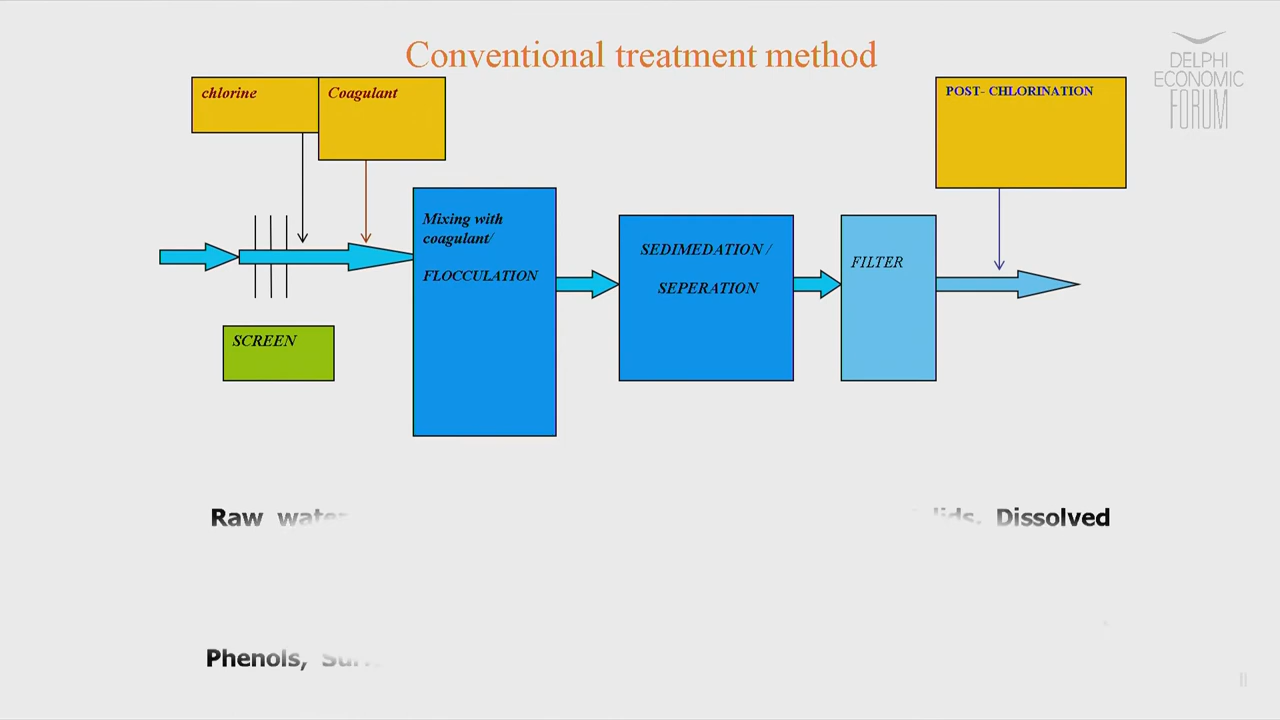 Conventional treatment method
DELPHI
ECONOMIC
FORUM
chlorine
Coagulant
POST- CHLORINATION
Mixing with
coagulant/
FLOCCULATION
SEDIMEDATION /
SEPERATION
FILTER
SCREEN
Raw water Dissolved
Phenols,